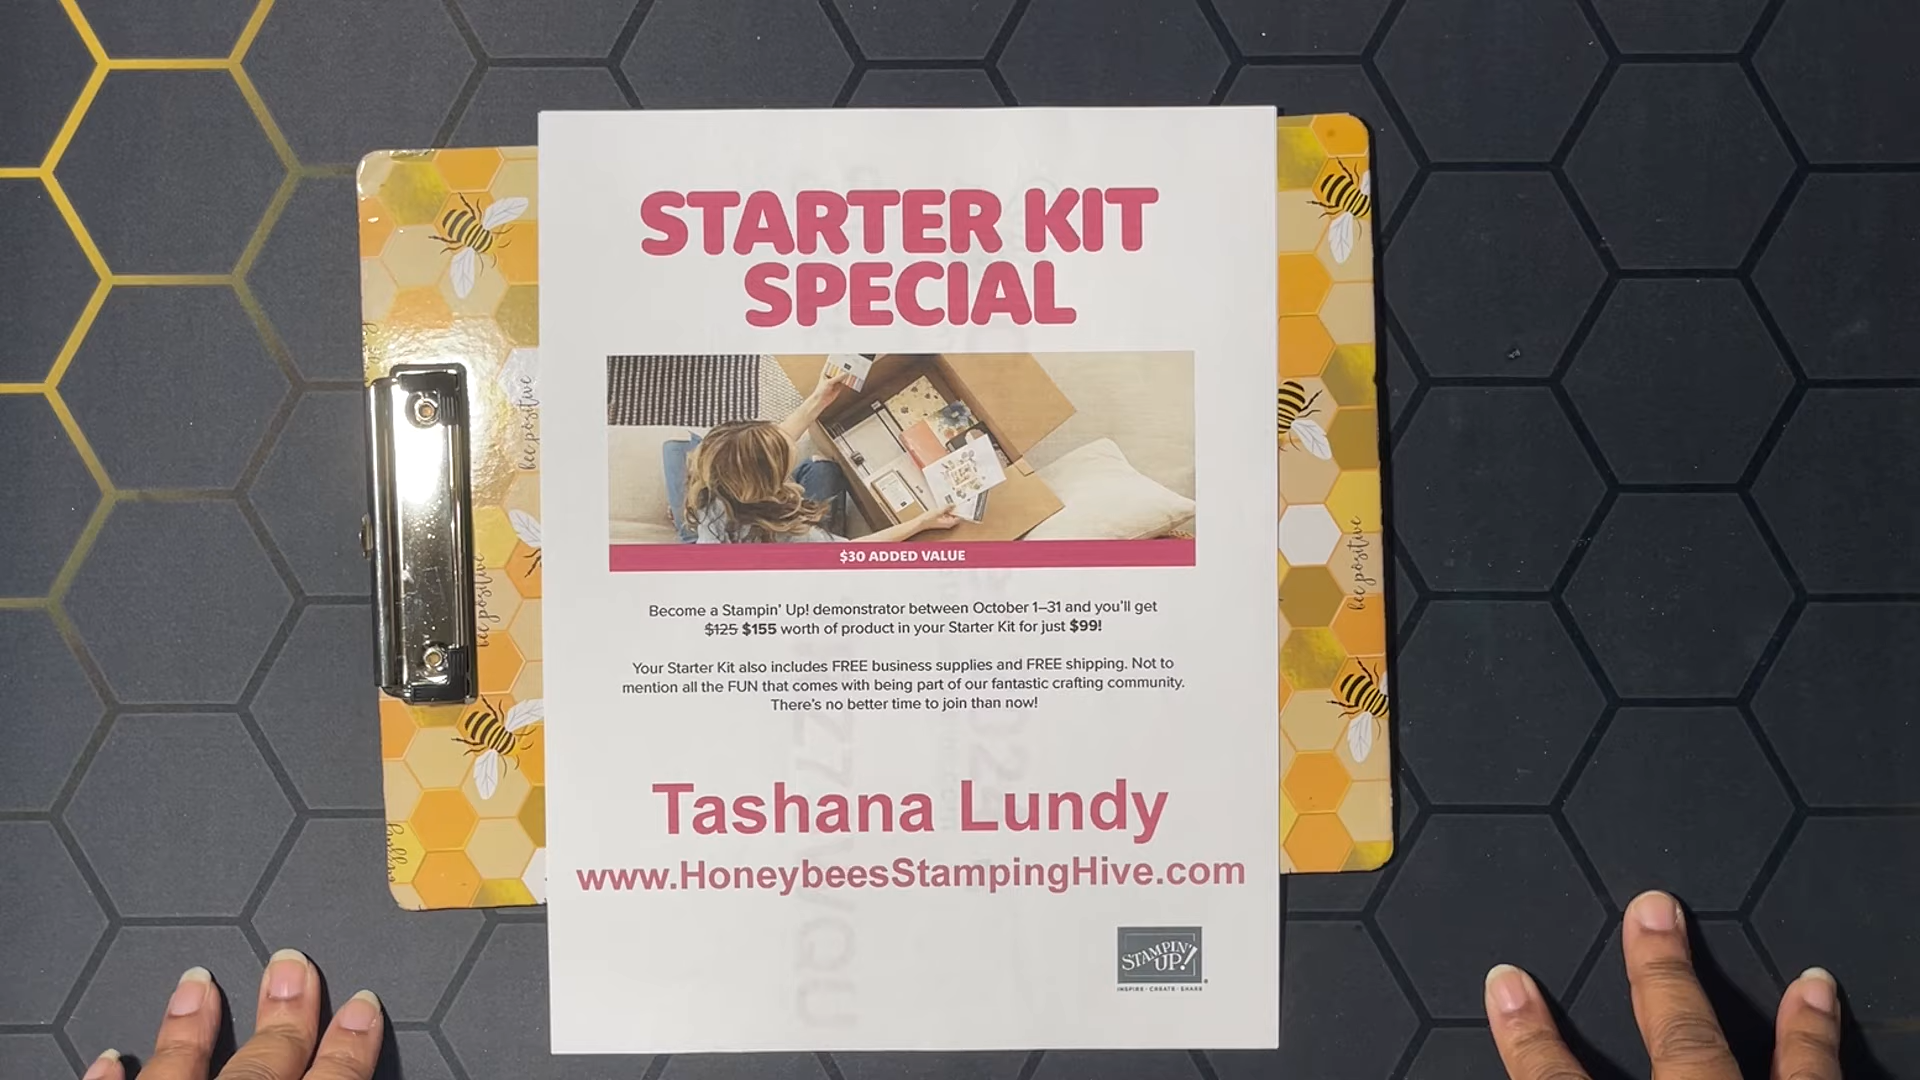 STARTER KIT
SPECIAL
$30 ADDED VALUE
Become a Stampin' Up! demonstrator between October 1–31 and you'll get
$125 $155 worth of product in your Starter Kit for just $99!
Your Starter Kit also includes FREE business supplies and FREE shipping. Not to
mention all the FUN that comes with being part of our fantastic crafting community.
There's no better time to join than now!
Tashana Lundy
www.HoneybeesStampingHive.com
STAMPIN'
UP!
INSPIRE · CREATE · SHARE
bee positive
bee positive
bee positive